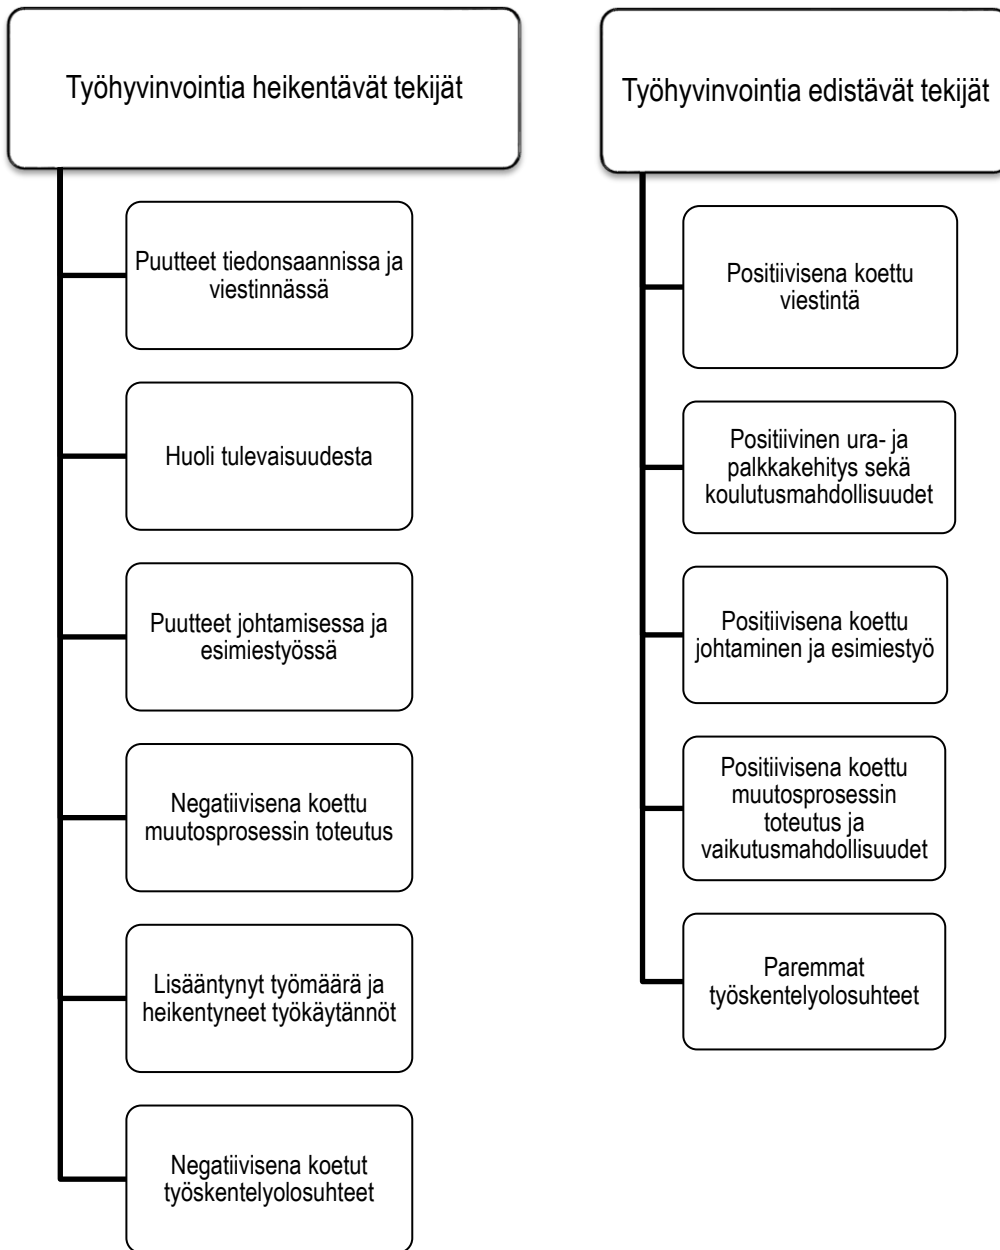 Työhyvinvointia heikentävät tekijät
Puutteet tiedonsaannissa ja
viestinnässä
Huoli tulevaisuudesta
Puutteet johtamisessa ja
esimiestyössä
Negatiivisena koettu
muutosprosessin toteutus
Lisääntynyt työmäärä ja
heikentyneet työkäytännöt
Negatiivisena koetut
työskentelyolosuhteet
Työhyvinvointia edistävät tekijät
Positiivisena koettu
viestintä
Positiivinen ura- ja
palkkakehitys sekä
koulutusmahdollisuudet
Positiivisena koettu
johtaminen ja esimiestyö
Positiivisena koettu
muutosprosessin
toteutus ja
vaikutusmahdollisuudet
Paremmat
työskentelyolosuhteet